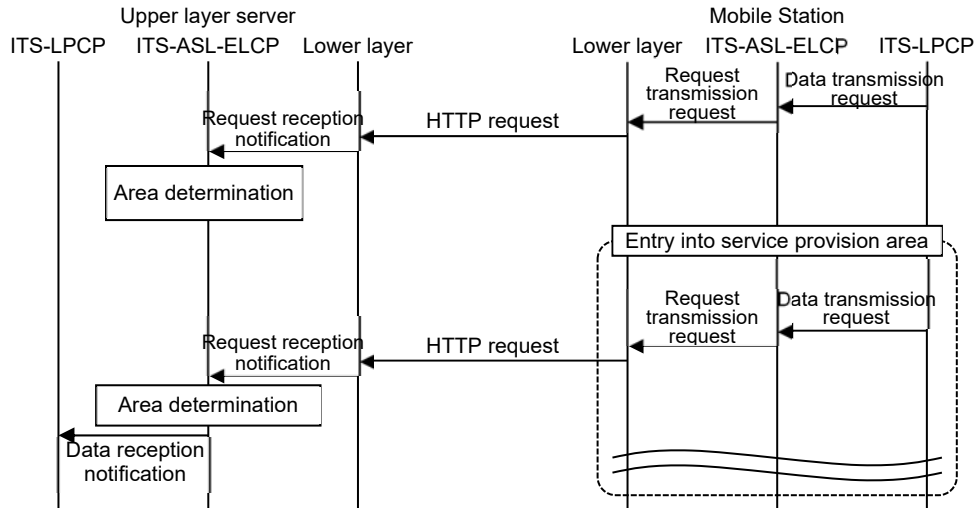 Upper layer server
Mobile Station
ITS-LPCP
ITS-ASL-ELCP
Lower layer
Lower layer
ITS-ASL-ELCP
ITS-LPCP
Request
transmission
request
Data transmission
request
HTTP request
Request reception
notification
Area determination
Entry into service provision area
Request
transmission
request
Data transmission
request
HTTP request
Request reception
notification
Area determination
Data reception
notification